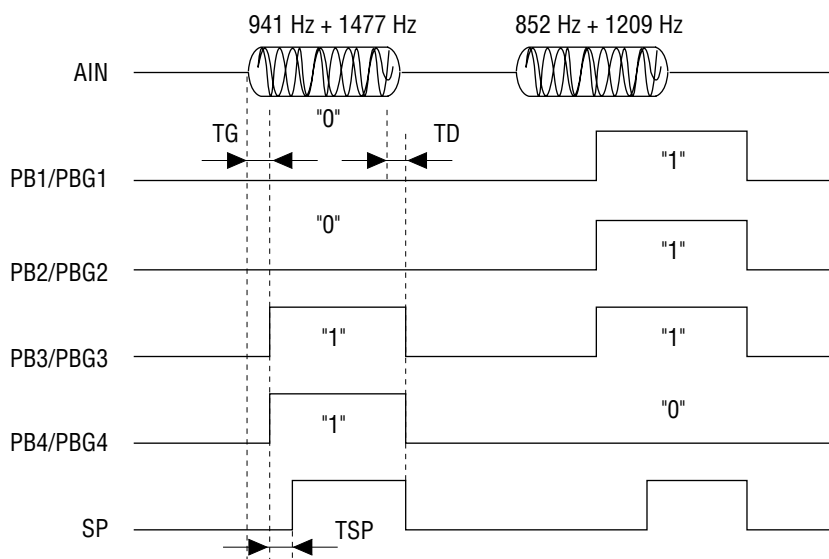 941 Hz + 1477 Hz 852 Hz + 1209 Hz
AIN
"0"
TG TD
"1"
PB1/PBG1
"0"
"1"
PB2/PBG2
"1" "1"
PB3/PBG3
"0"
"1"
PB4/PBG4
SP TSP